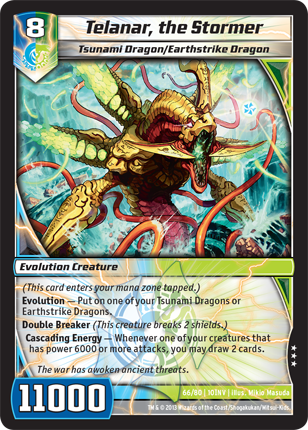 8
Telanar, the Stormer
Tsunami Dragon/Earthstrike Dragon
Evolution Creature
(This card enters your mana zone tapped.)
Evolution — Put on one of your Tsunami Dragons or
Earthstrike Dragons.
Double Breaker (This creature breaks 2 shields.)
Cascading Energy — Whenever one of your creatures
that has power 6000 or more attacks, you may draw 2 cards.
The war has awoken ancient threats.
11000
66/80 | 10INV | Illus. Mikio Masuda
TM & © 2013 Wizards of the Coast/Shogakukan/Mitsui-Kids.